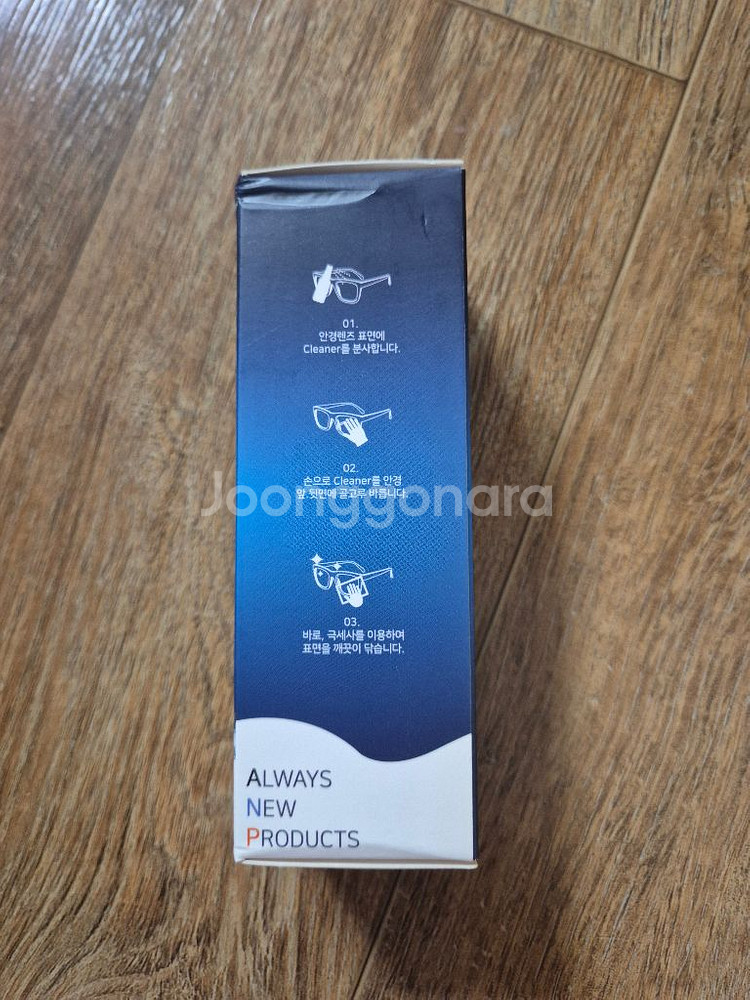 01.
안경렌즈 표면에
Cleaner를 분사합니다.
02.
손으로 Cleaner를 안경
앞 뒷면에 골고루 바릅니다.
Joonggonara
03.
바로, 극세사를 이용하여
표면을 깨끗이 닦습니다.
ALWAYS
NEW
PRODUCTS